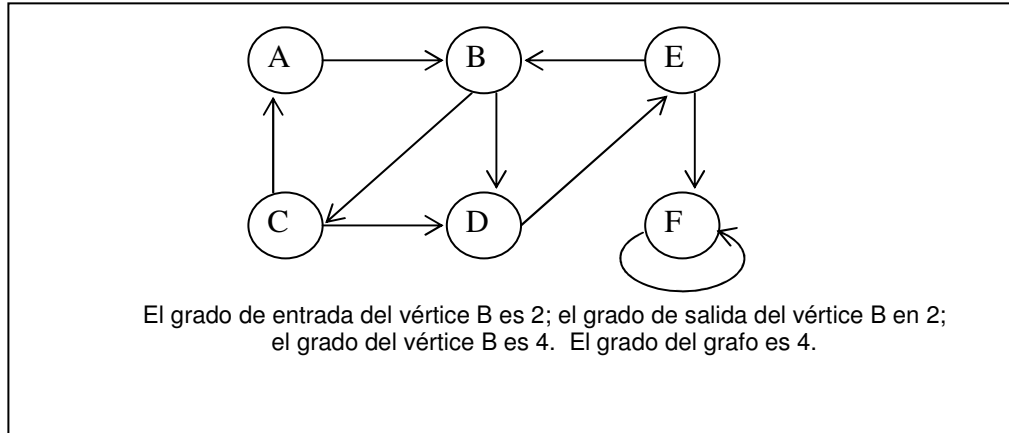 A B E
C D F
El grado de entrada del vértice B es 2; el grado de salida del vértice B en 2;
el grado del vértice B es 4. El grado del grafo es 4.